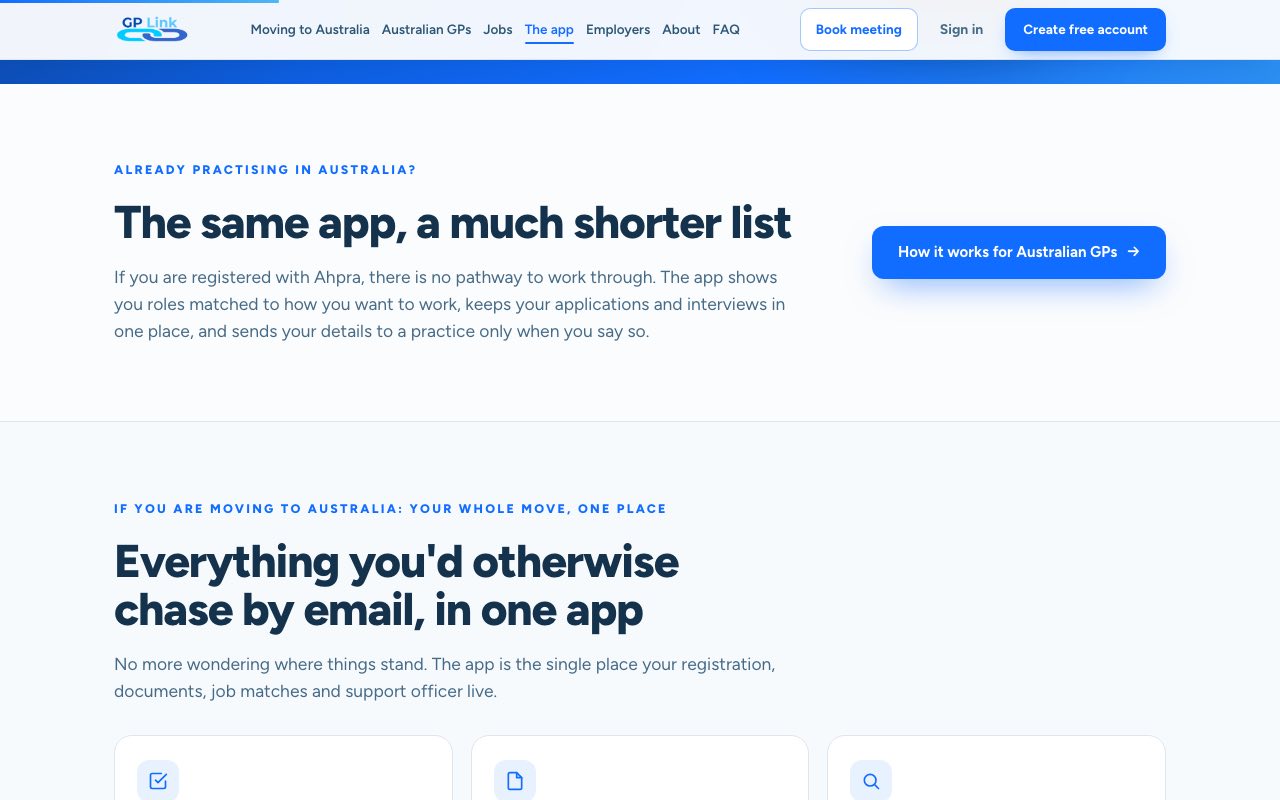 GP Link
Moving to Australia
Australian GPs
Jobs
The app
Employers
About
FAQ
Book meeting
Sign in
Create free account
ALREADY PRACTISING IN AUSTRALIA?
The same app, a much shorter list
If you are registered with Ahpra, there is no pathway to work through. The app shows
you roles matched to how you want to work, keeps your applications and interviews in
one place, and sends your details to a practice only when you say so.
How it works for Australian GPs →
IF YOU ARE MOVING TO AUSTRALIA: YOUR WHOLE MOVE, ONE PLACE
Everything you'd otherwise
chase by email, in one app
No more wondering where things stand. The app is the single place your registration,
documents, job matches and support officer live.